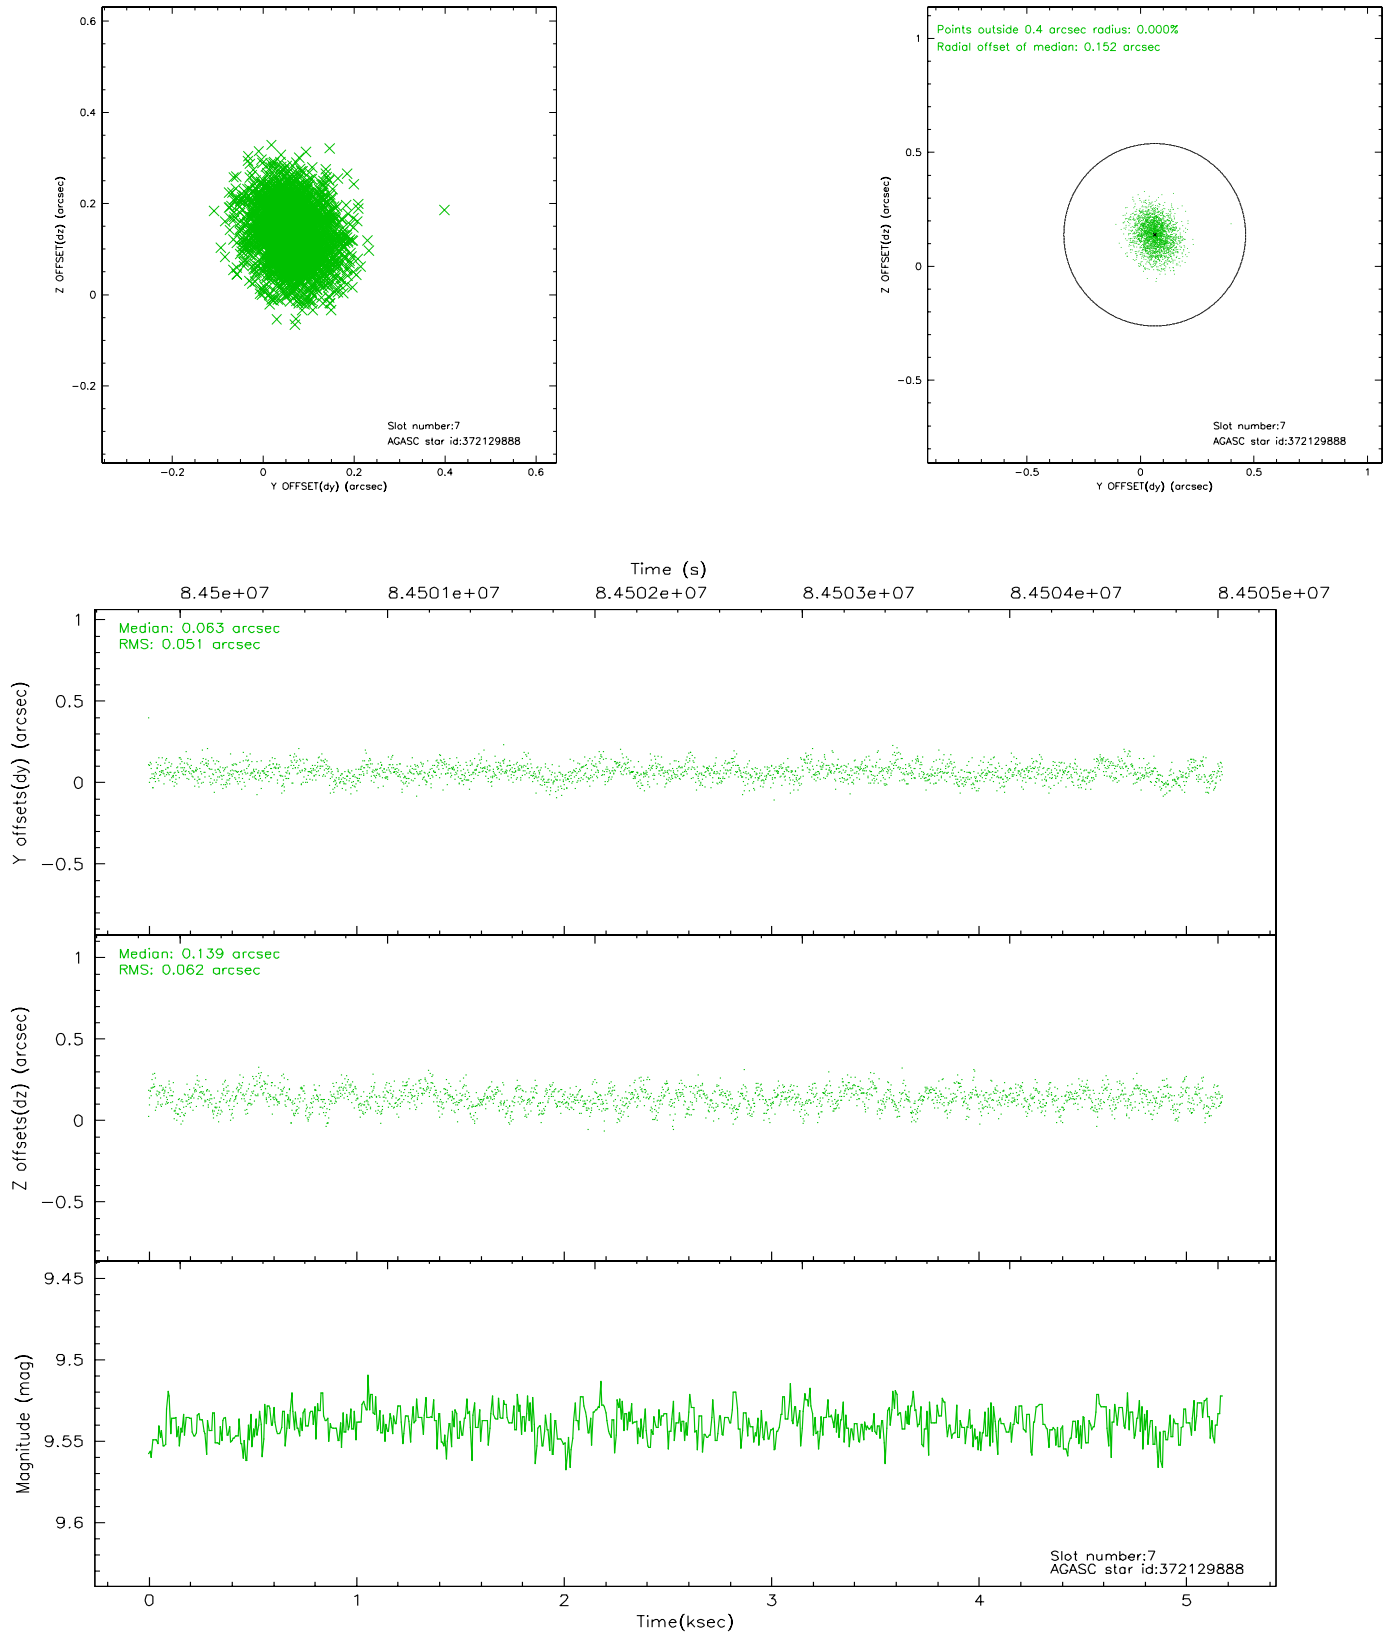 0.6
0.4
0.2
0
−0.2
Z OFFSET(dz) (arcsec)
Slot number:7
AGASC star id:372129888
−0.2 0 0.2 0.4 0.6
Y OFFSET(dy) (arcsec)
Points outside 0.4 arcsec radius: 0.000%
Radial offset of median: 0.152 arcsec
1
0.5
0
−0.5
Z OFFSET(dz) (arcsec)
Slot number:7
AGASC star id:372129888
−0.5 0 0.5 1
Y OFFSET(dy) (arcsec)
Time (s)
8.45e+07 8.4501e+07 8.4502e+07 8.4503e+07 8.4504e+07 8.4505e+07
Median: 0.063 arcsec
RMS: 0.051 arcsec
1
0.5
0
−0.5
Y offsets(dy) (arcsec)
Median: 0.139 arcsec
RMS: 0.062 arcsec
1
0.5
0
−0.5
Z offsets(dz) (arcsec)
9.45
9.5
9.55
9.6
Magnitude (mag)
Slot number:7
AGASC star id:372129888
0 1 2 3 4 5
Time(ksec)